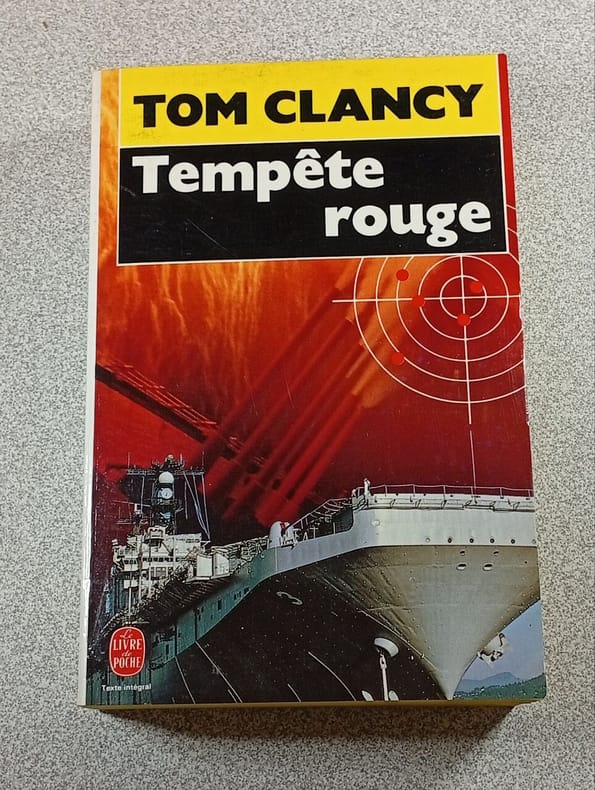 TOM CLANCY
Tempête
rouge
Le
LIVRE
de
POCHE
Texte intégral